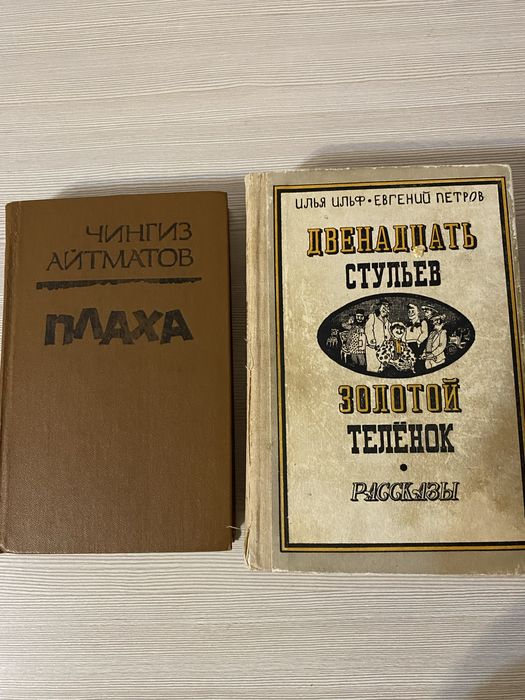 ЧИНГИЗ
АЙТМАТОВ
ПЛАХА
ИЛЬЯ ИЛЬФ • ЕВГЕНИЙ ПЕТРОВ
ДВЕНАДЦАТЬ
СТУЛЬЕВ
ЗОЛОТОЙ
ТЕЛЁНОК
•
РАССКАЗЫ